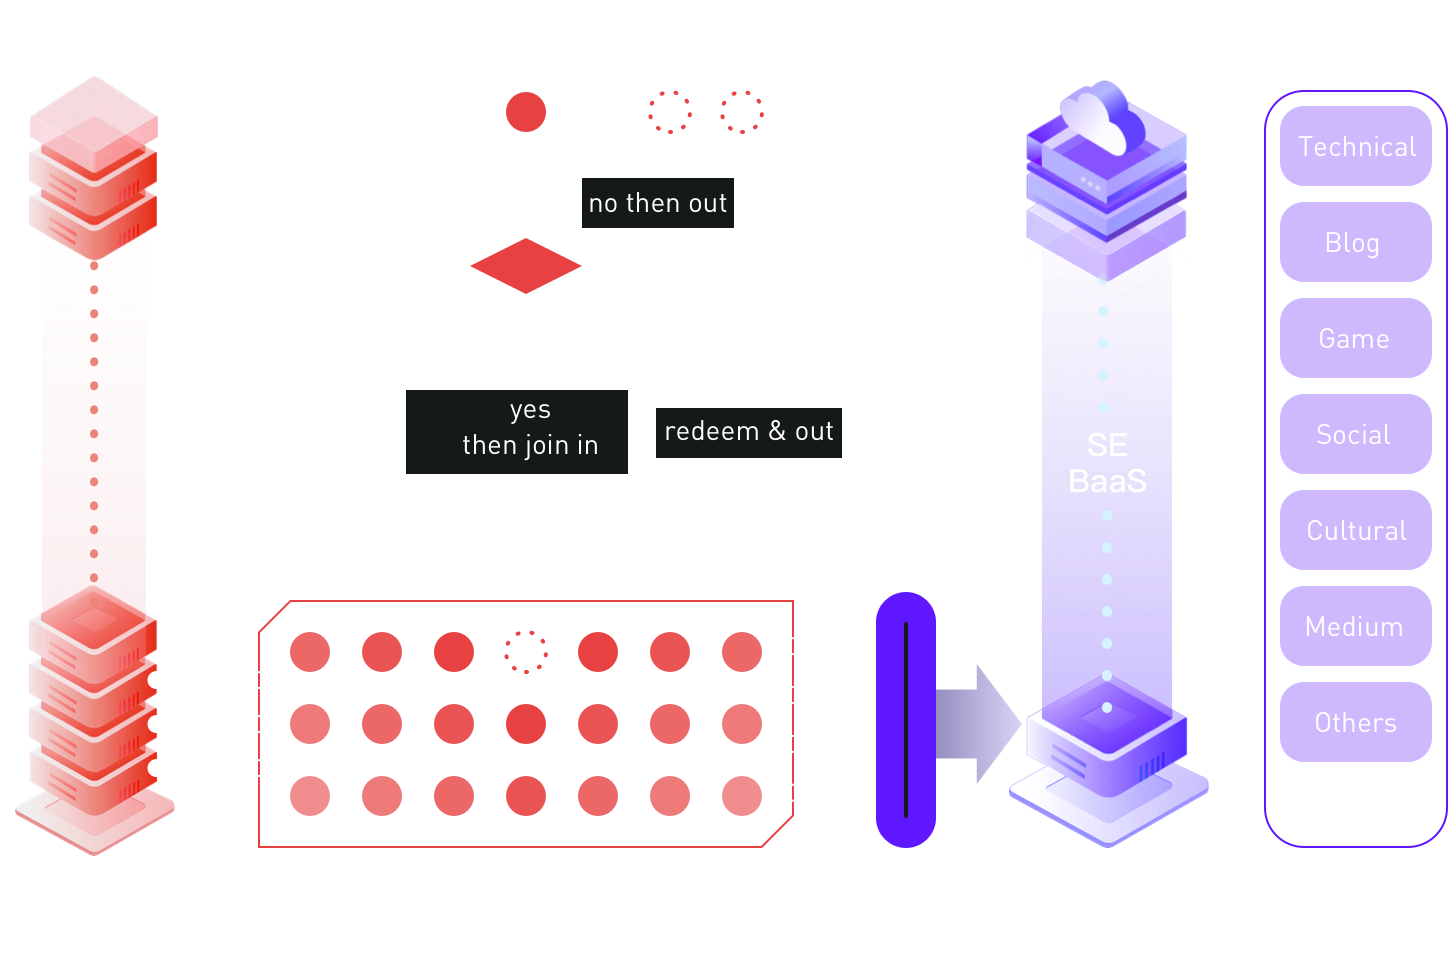 no then out
yes
then join in
redeem & out
SE
BaaS
Technical
Blog
Game
Social
Cultural
Medium
Others